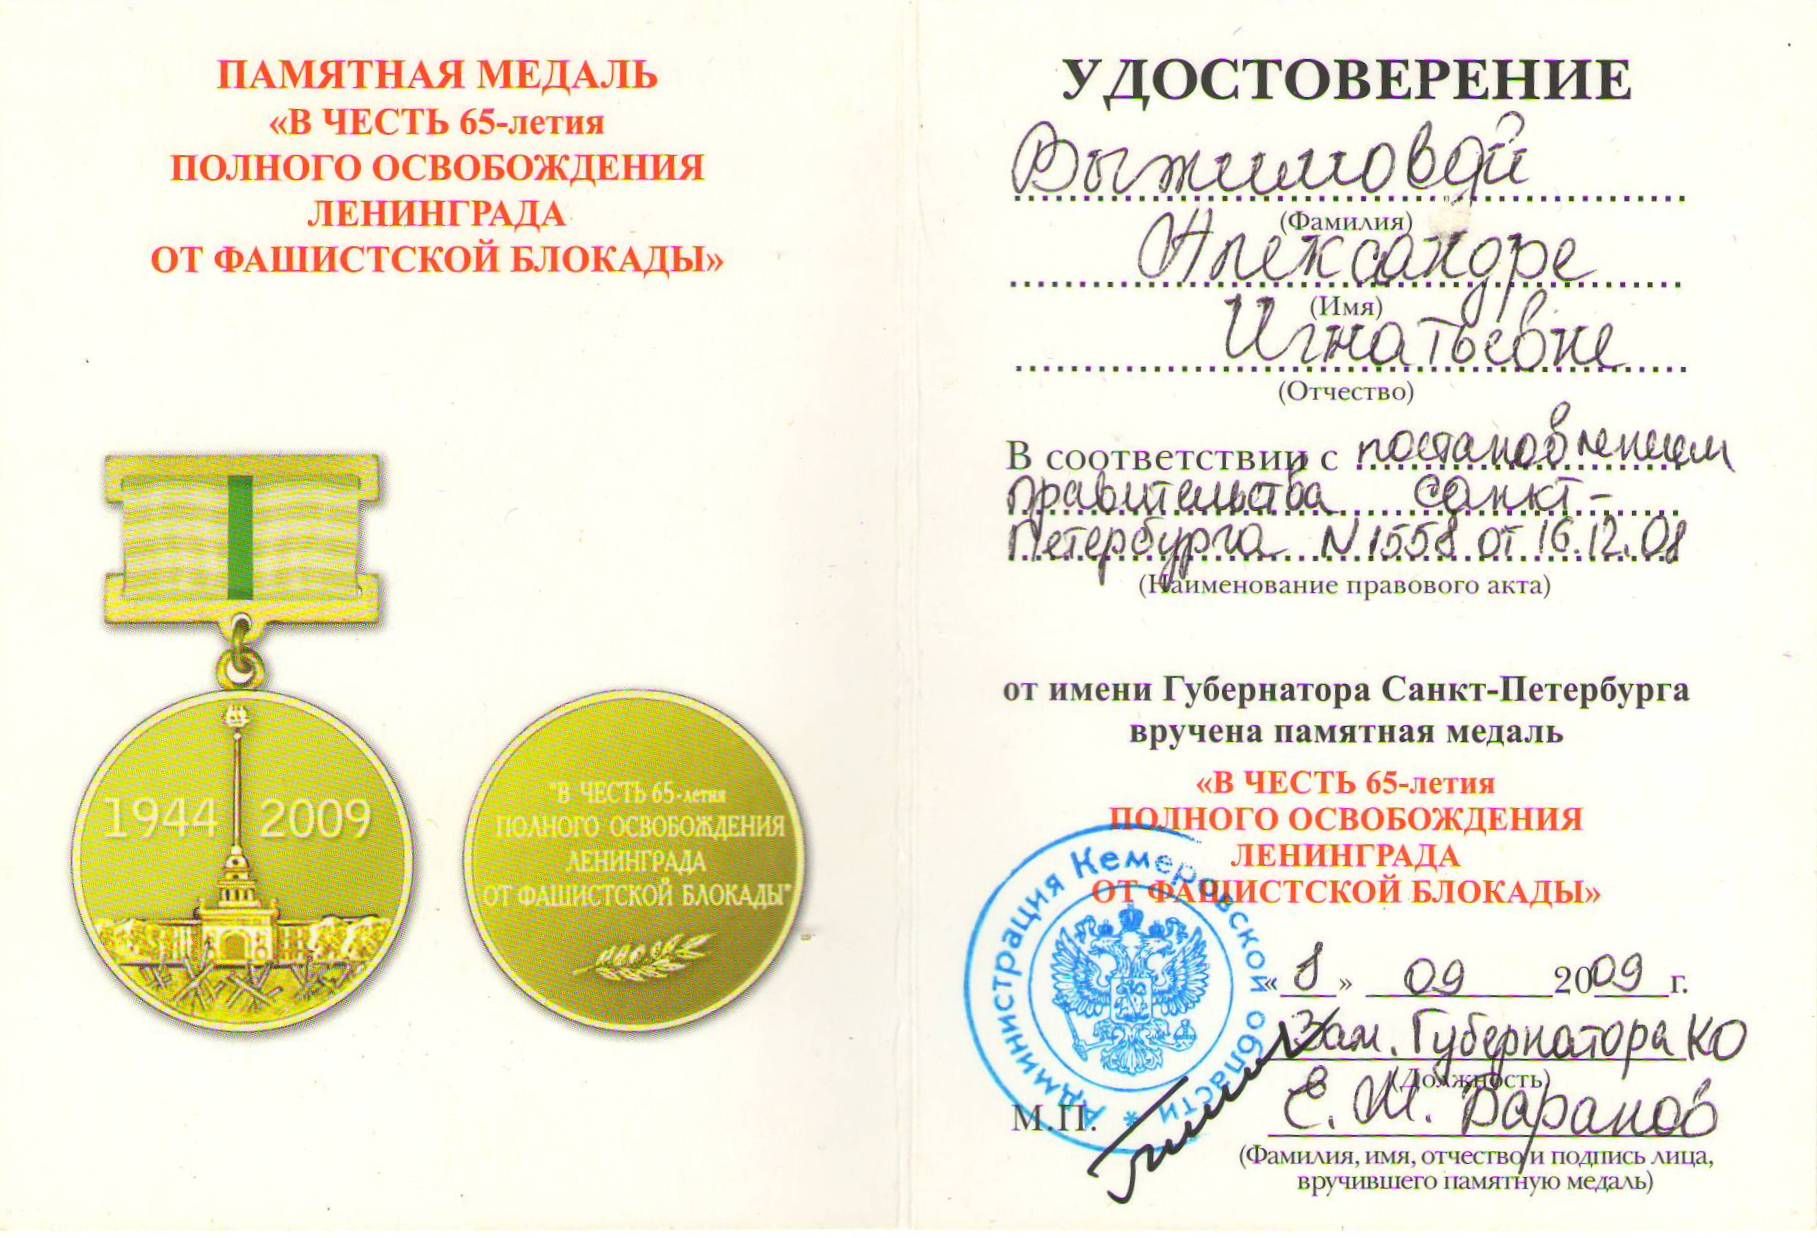 ПАМЯТНАЯ МЕДАЛЬ
«В ЧЕСТЬ 65-летия
ПОЛНОГО ОСВОБОЖДЕНИЯ
ЛЕНИНГРАДА
ОТ ФАШИСТСКОЙ БЛОКАДЫ»
1944 2009
"В ЧЕСТЬ 65-летия
ПОЛНОГО ОСВОБОЖДЕНИЯ
ЛЕНИНГРАДА
ОТ ФАШИСТСКОЙ БЛОКАДЫ"
УДОСТОВЕРЕНИЕ
Выжимовой
(Фамилия)
Александре
(Имя)
Игнатьевне
(Отчество)
В соответствии с постановлением
правительства Санкт-
Петербурга N1558 от 16.12.08
(Наименование правового акта)
от имени Губернатора Санкт-Петербурга
вручена памятная медаль
«В ЧЕСТЬ 65-летия
ПОЛНОГО ОСВОБОЖДЕНИЯ
ЛЕНИНГРАДА
ОТ ФАШИСТСКОЙ БЛОКАДЫ»
Администрация Кемеровской области *
«8» 09 2009 г.
Зам. Губернатора КО
(Должность)
М.П.
Баранов
(Фамилия, имя, отчество и подпись лица,
вручившего памятную медаль)